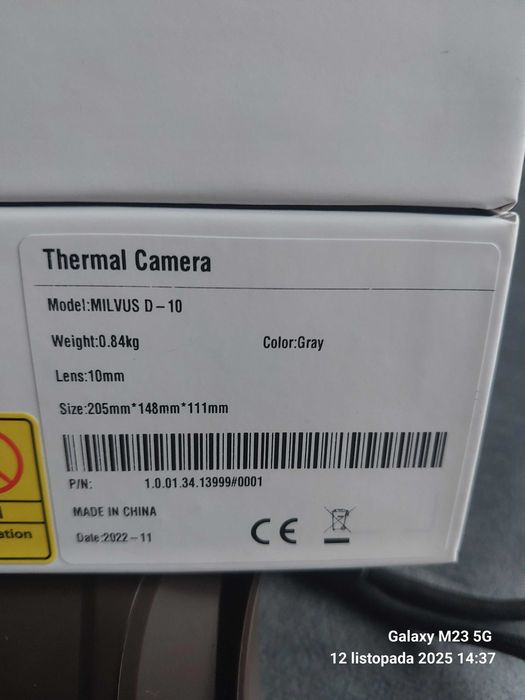 Thermal Camera
Model:MILVUS D-10
Weight:0.84kg Color:Gray
Lens:10mm
Size:205mm*148mm*111mm
P/N: 1.0.01.34.13999#0001
MADE IN CHINA
Date:2022-11
CE
ation
Galaxy M23 5G
12 listopada 2025 14:37